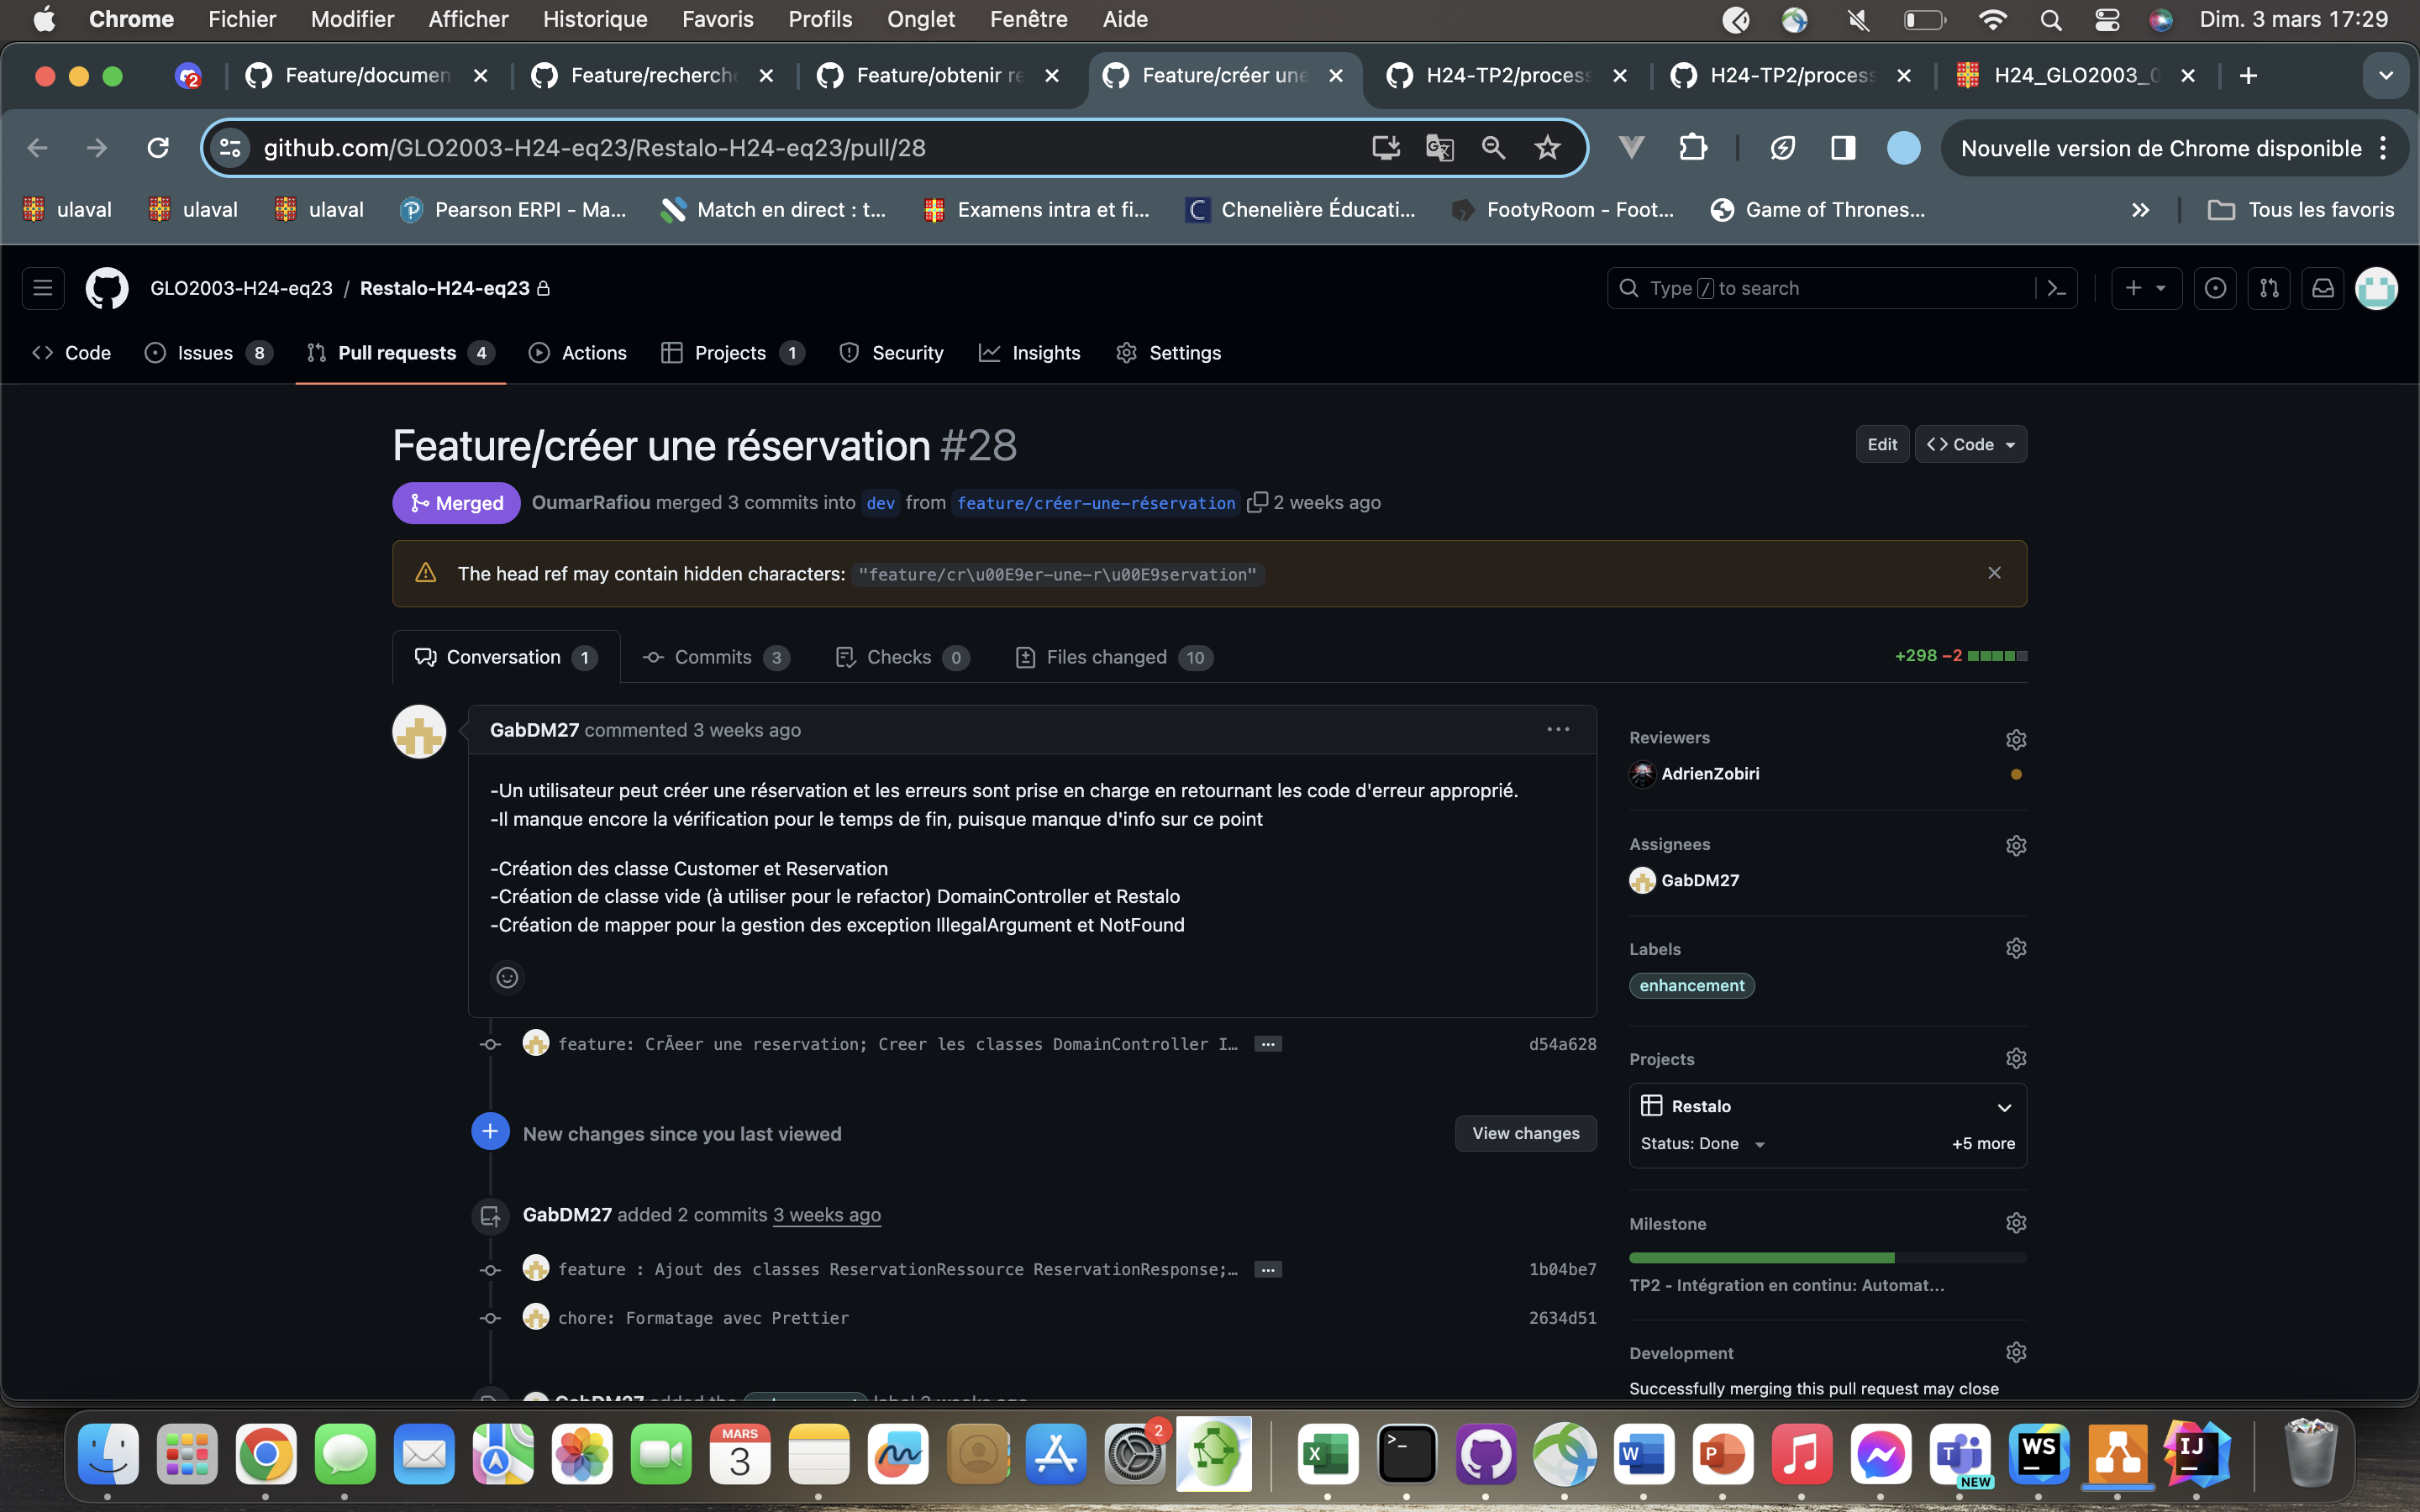 Chrome Fichier Modifier Afficher Historique Favoris Profils Onglet Fenêtre Aide Dim. 3 mars 17:29
2 Feature/documen Feature/recherche Feature/obtenir re Feature/créer une H24-TP2/process H24-TP2/process H24_GLO2003_0
github.com/GLO2003-H24-eq23/Restalo-H24-eq23/pull/28 Nouvelle version de Chrome disponible
ulaval ulaval ulaval Pearson ERPI - Ma... Match en direct : t... Examens intra et fi... Chenelière Éducati... FootyRoom - Foot... Game of Thrones... Tous les favoris
GLO2003-H24-eq23 / Restalo-H24-eq23 Type / to search
Code Issues 8 Pull requests 4 Actions Projects 1 Security Insights Settings
Feature/créer une réservation #28 Edit Code
Merged OumarRafiou merged 3 commits into dev from feature/créer-une-réservation 2 weeks ago
The head ref may contain hidden characters: "feature/cr\u00E9er-une-r\u00E9servation"
Conversation 1 Commits 3 Checks 0 Files changed 10 +298 −2
GabDM27 commented 3 weeks ago
-Un utilisateur peut créer une réservation et les erreurs sont prise en charge en retournant les code d'erreur approprié.
-Il manque encore la vérification pour le temps de fin, puisque manque d'info sur ce point
-Création des classe Customer et Reservation
-Création de classe vide (à utiliser pour le refactor) DomainController et Restalo
-Création de mapper pour la gestion des exception IllegalArgument et NotFound
feature: CrÃeer une reservation; Creer les classes DomainController I… d54a628
New changes since you last viewed View changes
GabDM27 added 2 commits 3 weeks ago
feature : Ajout des classes ReservationRessource ReservationResponse;… 1b04be7
chore: Formatage avec Prettier 2634d51
Reviewers
AdrienZobiri
Assignees
GabDM27
Labels
enhancement
Projects
Restalo
Status: Done +5 more
Milestone
TP2 - Intégration en continu: Automat...
Development
Successfully merging this pull request may close
GabDM27 added the
MARS
3
2
X
>_
W
P
T
NEW
WS
IJ